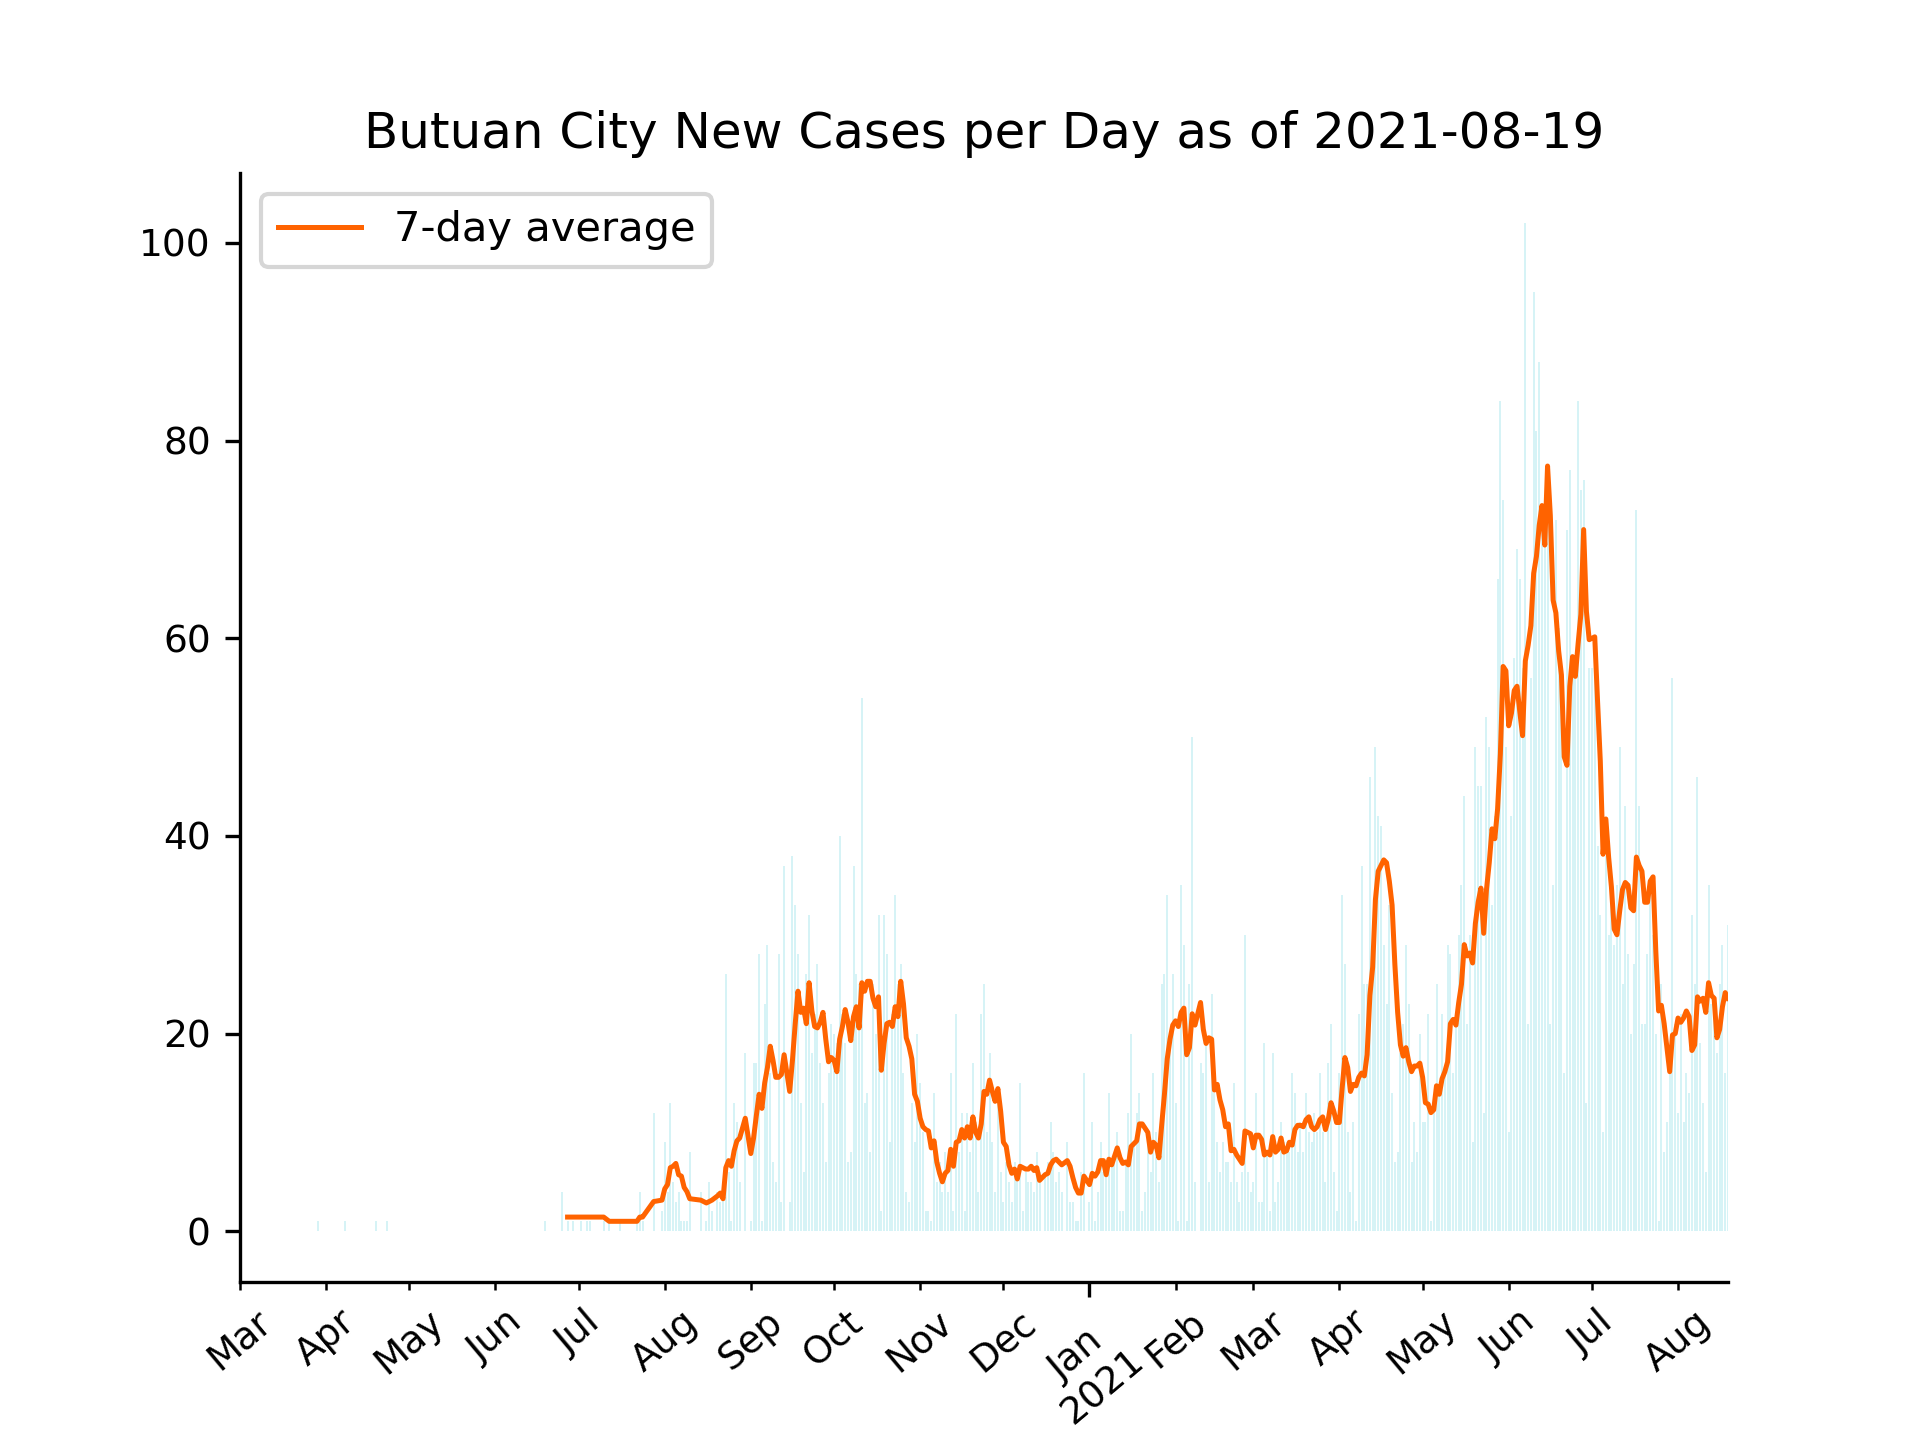 Butuan City New Cases per Day as of 2021-08-19
7-day average
100
80
60
40
20
0
Mar
Apr
May
Jun
Jul
Aug
Sep
Oct
Nov
Dec
Jan
2021
Feb
Mar
Apr
May
Jun
Jul
Aug